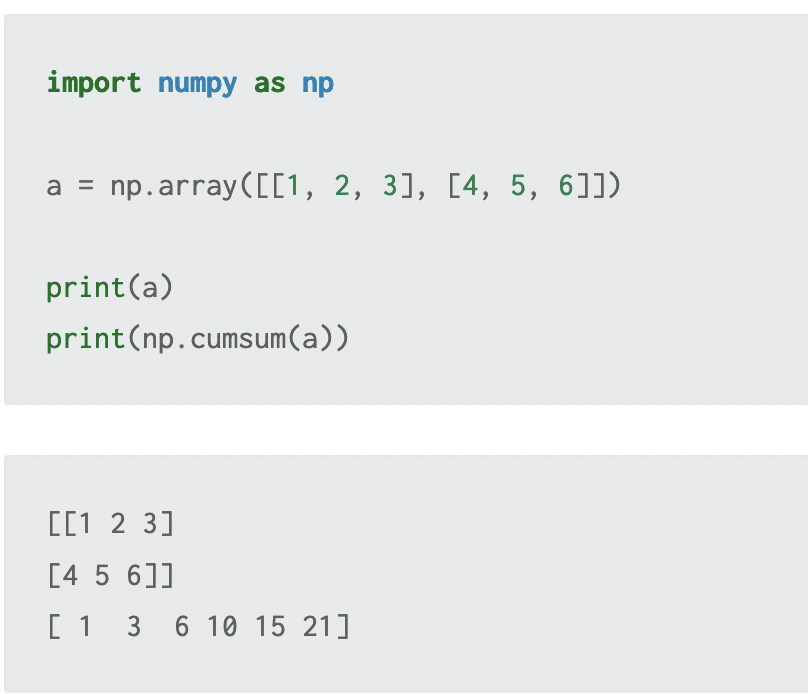 import numpy as np
a = np.array([[1, 2, 3], [4, 5, 6]])
print(a)
print(np.cumsum(a))
[[1 2 3]
[4 5 6]]
[ 1  3  6 10 15 21]